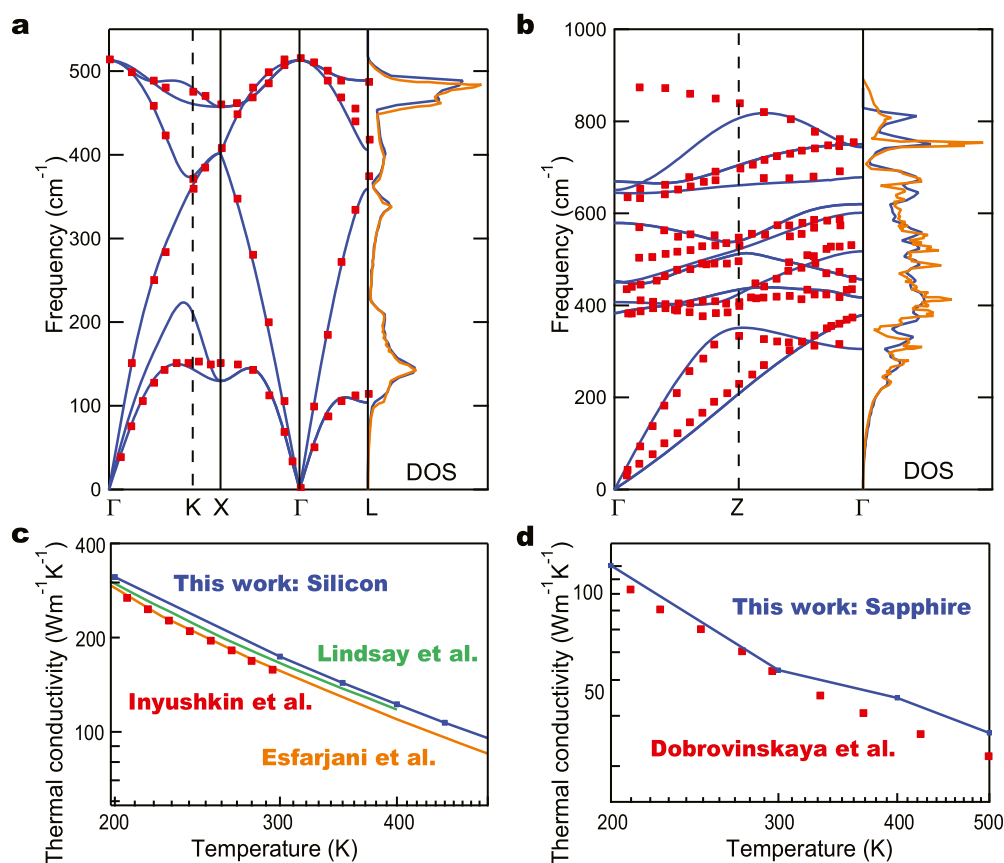 a
Frequency (cm-1)
500
400
300
200
100
0
Γ K X Γ L
DOS
b
Frequency (cm-1)
1000
800
600
400
200
0
Γ Z Γ
DOS
c
Thermal conductivity (Wm-1K-1)
400
200
100
This work: Silicon
Lindsay et al.
Inyushkin et al.
Esfarjani et al.
200 300 400
Temperature (K)
d
Thermal conductivity (Wm-1K-1)
100
50
This work: Sapphire
Dobrovinskaya et al.
200 300 400 500
Temperature (K)